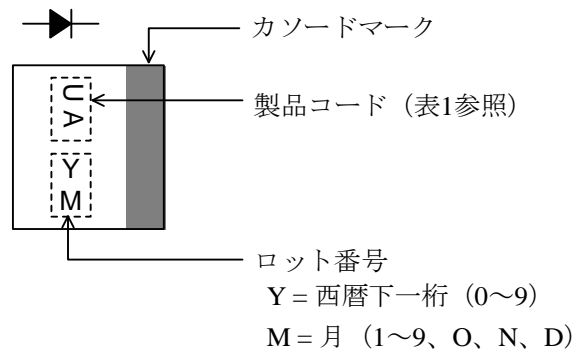 カソードマーク
UA
製品コード（表1参照）
Y
M
ロット番号
Y = 西暦下一桁（0～9）
M = 月（1～9、O、N、D）